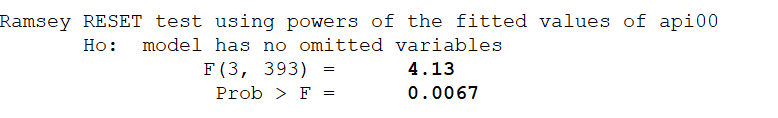 Ramsey RESET test using powers of the fitted values of api00
Ho: model has no omitted variables
F(3, 393) = 4.13
Prob > F = 0.0067